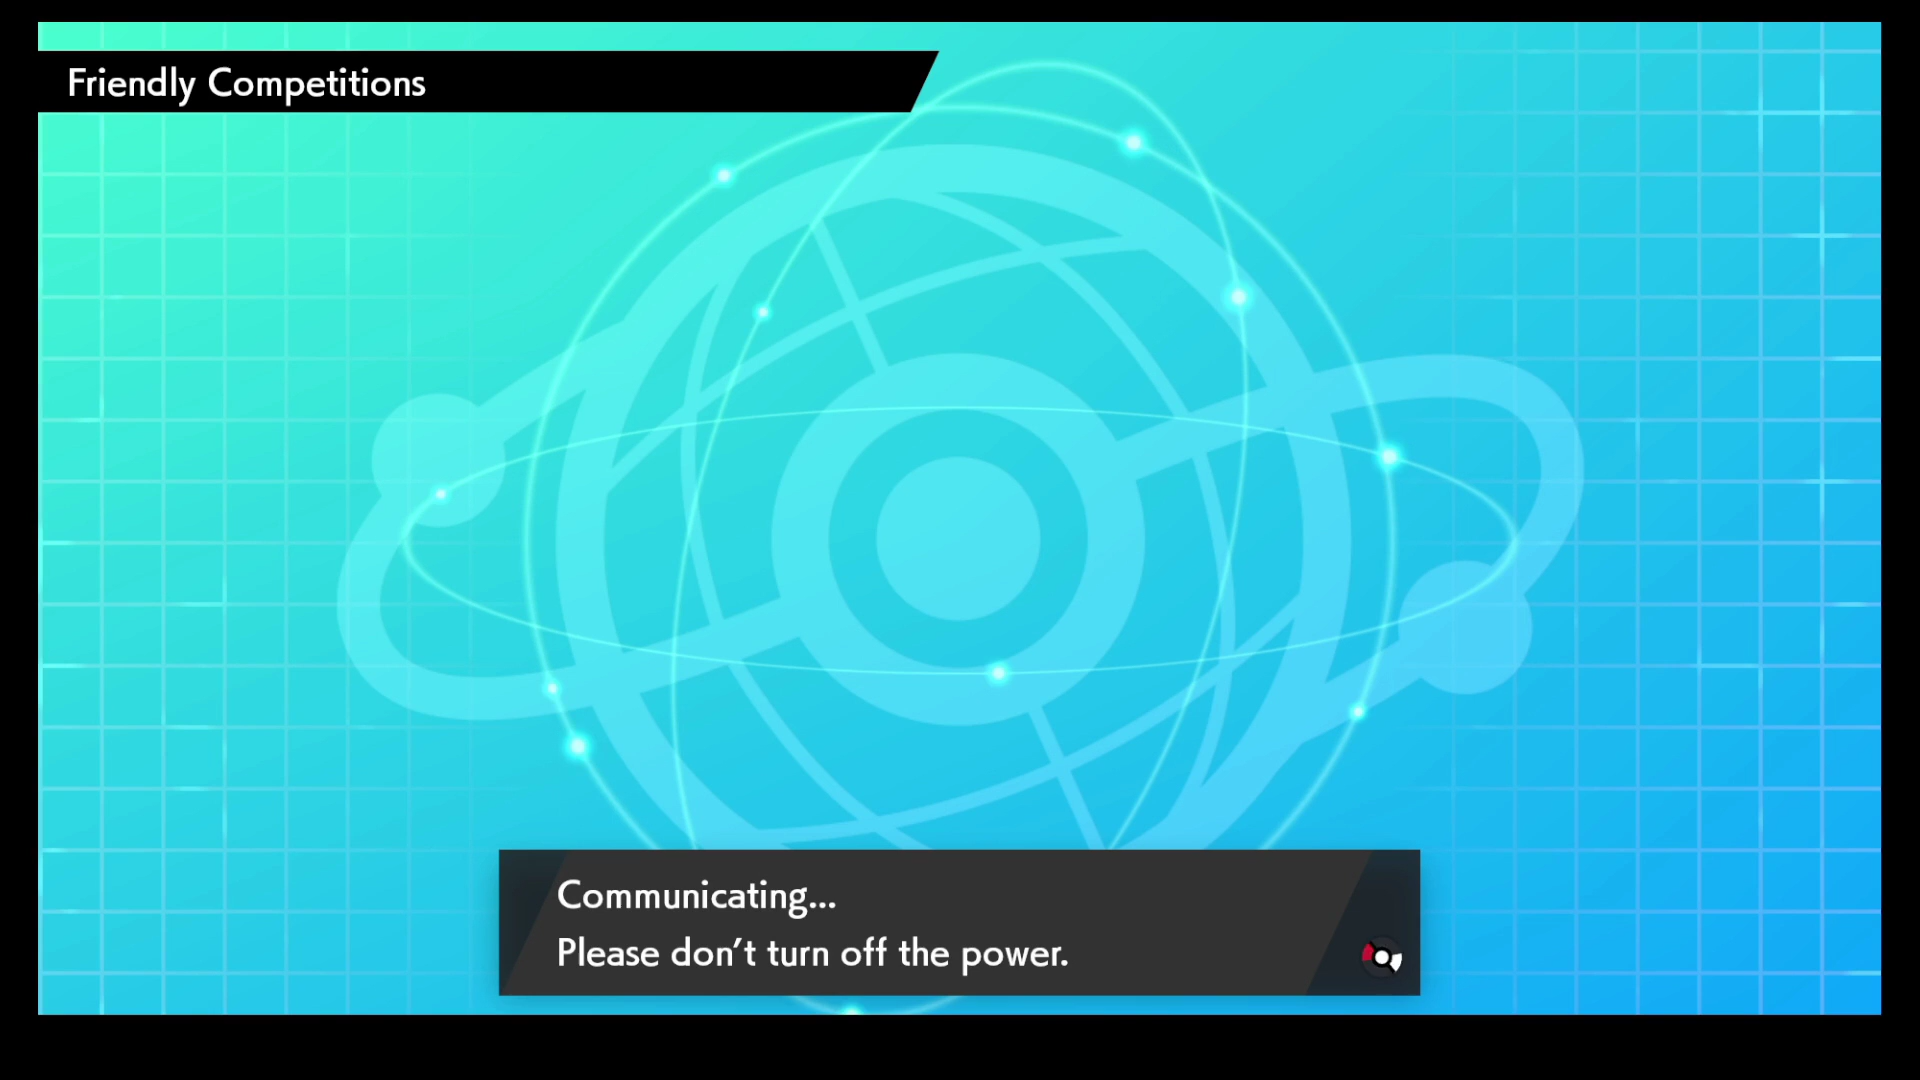 Friendly Competitions
Communicating...
Please don't turn off the power.